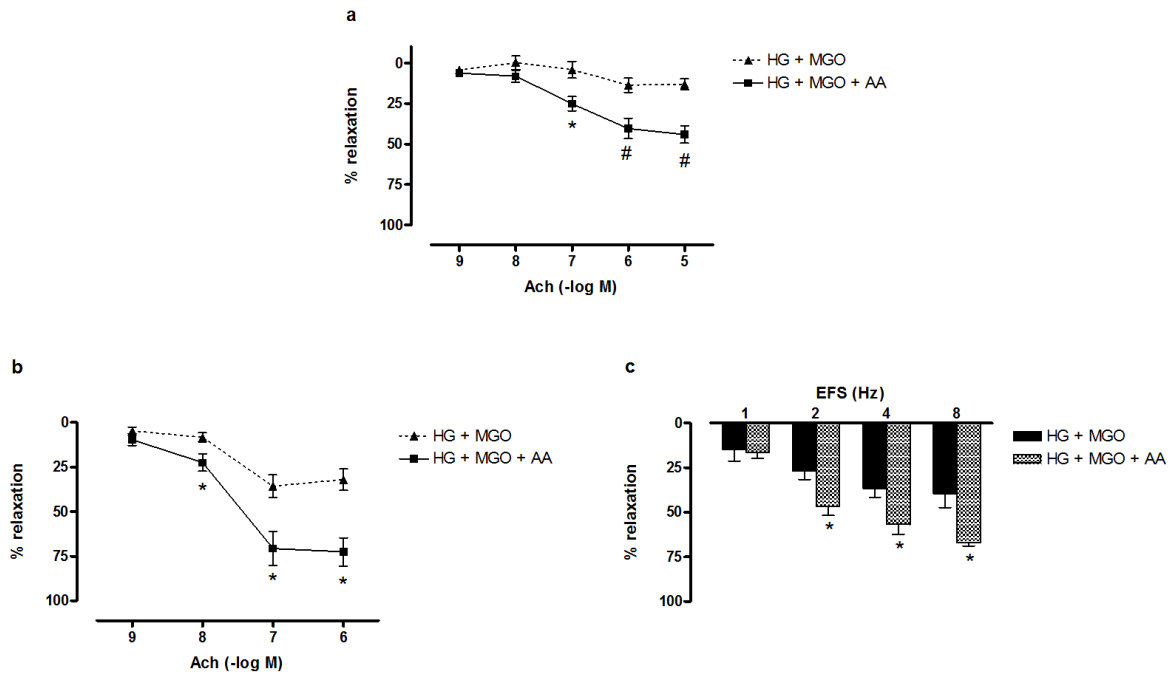 a
HG + MGO
HG + MGO + AA
% relaxation
0
25
50
75
100
*
#
#
9 8 7 6 5
Ach (-log M)
b
HG + MGO
HG + MGO + AA
% relaxation
0
25
50
75
100
*
*
*
9 8 7 6
Ach (-log M)
c
EFS (Hz)
1 2 4 8
HG + MGO
HG + MGO + AA
% relaxation
0
25
50
75
100
*
*
*